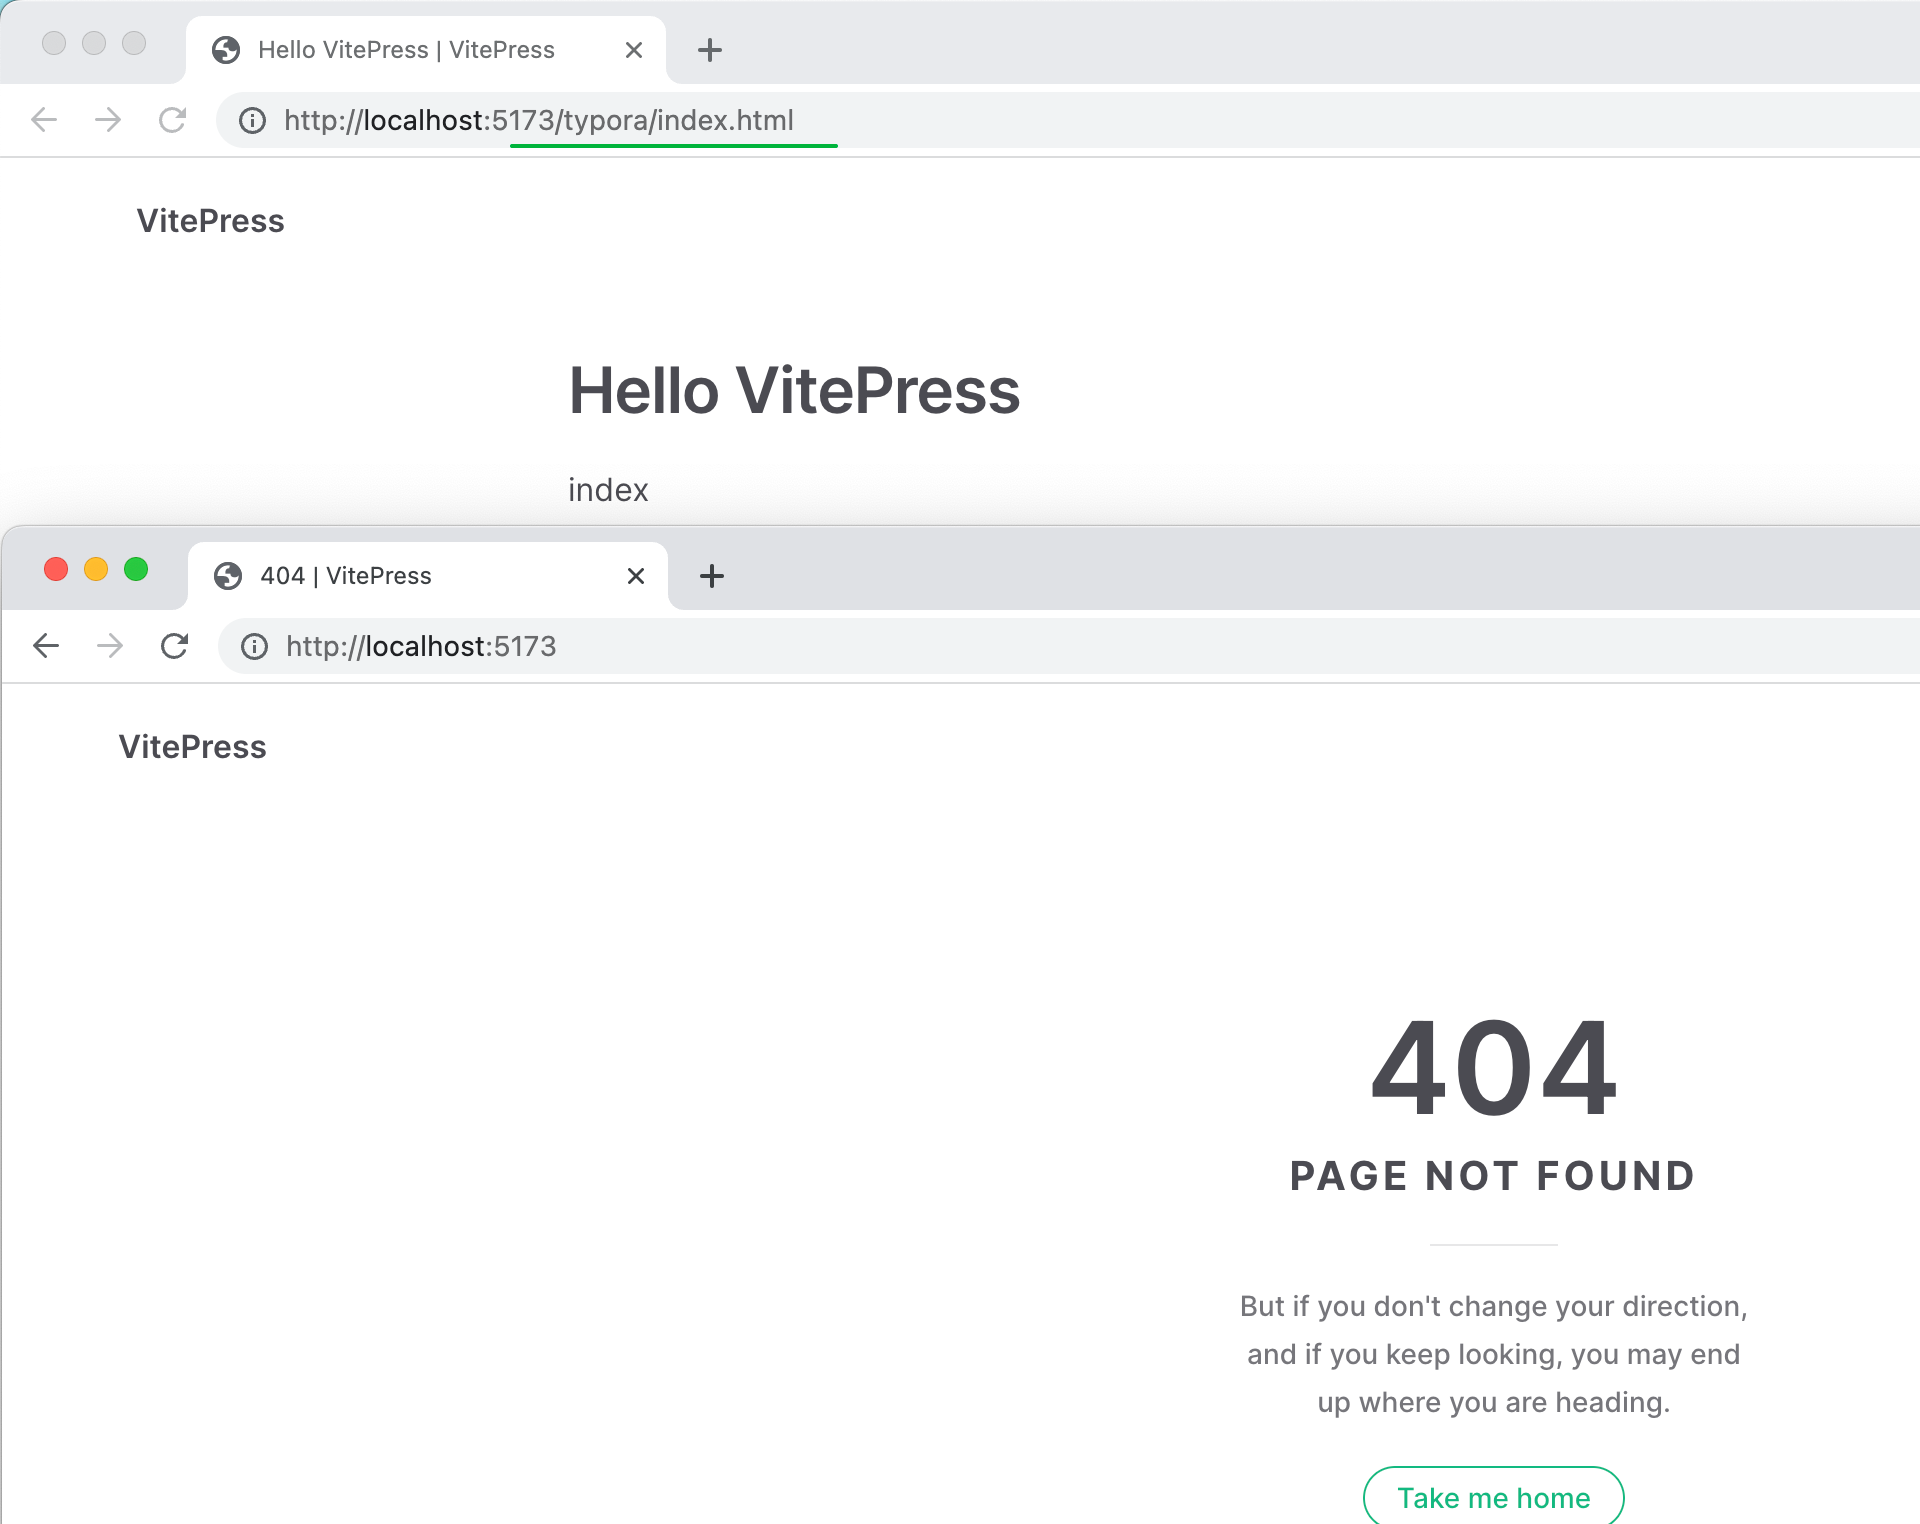 Hello VitePress | VitePress
http://localhost:5173/typora/index.html
VitePress
Hello VitePress
index
404 | VitePress
http://localhost:5173
VitePress
404
PAGE NOT FOUND
But if you don't change your direction,
and if you keep looking, you may end
up where you are heading.
Take me home